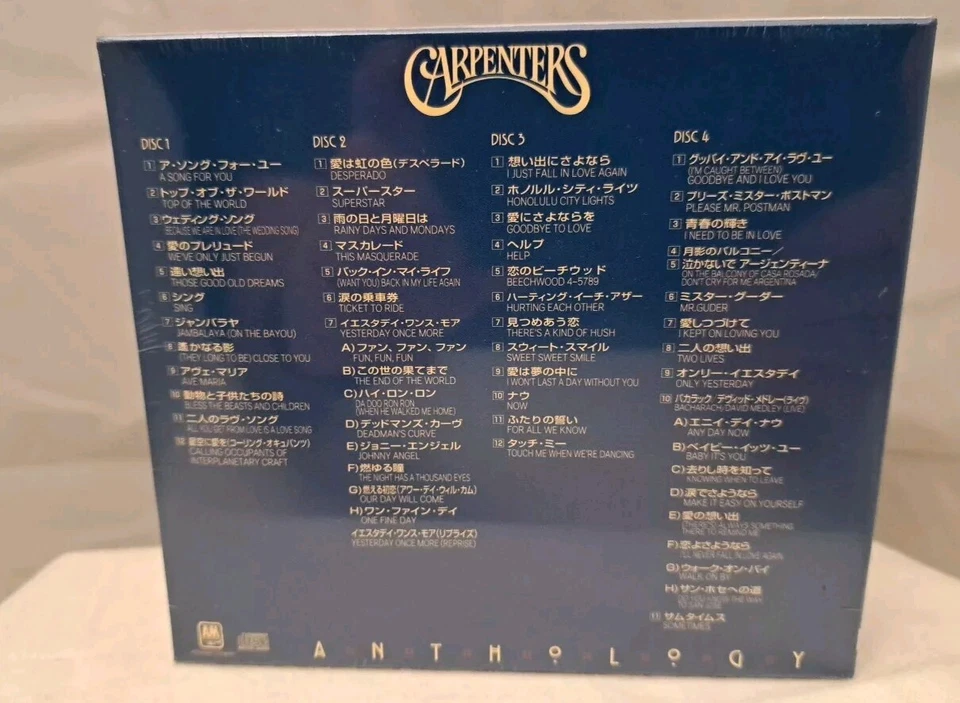 CARPENTERS
DISC 1
1 ア・ソング・フォー・ユー
A SONG FOR YOU
2 トップ・オブ・ザ・ワールド
TOP OF THE WORLD
3 ウェディング・ソング
BECAUSE WE ARE IN LOVE (THE WEDDING SONG)
4 愛のプレリュード
WE'VE ONLY JUST BEGUN
5 遠い想い出
THOSE GOOD OLD DREAMS
6 シング
SING
7 ジャンバラヤ
JAMBALAYA (ON THE BAYOU)
8 遙かなる影
(THEY LONG TO BE) CLOSE TO YOU
9 アヴェ・マリア
AVE MARIA
10 動物と子供たちの詩
BLESS THE BEASTS AND CHILDREN
11 二人のラヴ・ソング
ALL YOU GET FROM LOVE IS A LOVE SONG
12 星空に愛を(コーリング・オキュパンツ)
CALLING OCCUPANTS OF
INTERPLANETARY CRAFT
DISC 2
1 愛は虹の色(デスペラード)
DESPERADO
2 スーパースター
SUPERSTAR
3 雨の日と月曜日は
RAINY DAYS AND MONDAYS
4 マスカレード
THIS MASQUERADE
5 バック・イン・マイ・ライフ
(WANT YOU) BACK IN MY LIFE AGAIN
6 涙の乗車券
TICKET TO RIDE
7 イエスタデイ・ワンス・モア
YESTERDAY ONCE MORE
A) ファン、ファン、ファン
FUN, FUN, FUN
B) この世の果てまで
THE END OF THE WORLD
C) ハイ・ロン・ロン
DA DOO RON RON
(WHEN HE WALKED ME HOME)
D) デッドマンズ・カーヴ
DEADMAN'S CURVE
E) ジョニー・エンジェル
JOHNNY ANGEL
F) 燃ゆる瞳
THE NIGHT HAS A THOUSAND EYES
G) 燃える初恋(アワー・デイ・ウィル・カム)
OUR DAY WILL COME
H) ワン・ファイン・デイ
ONE FINE DAY
イエスタデイ・ワンス・モア(リプライズ)
YESTERDAY ONCE MORE (REPRISE)
DISC 3
1 想い出にさよなら
I JUST FALL IN LOVE AGAIN
2 ホノルル・シティ・ライツ
HONOLULU CITY LIGHTS
3 愛にさよならを
GOODBYE TO LOVE
4 ヘルプ
HELP
5 恋のビーチウッド
BEECHWOOD 4-5789
6 ハーティング・イーチ・アザー
HURTING EACH OTHER
7 見つめあう恋
THERE'S A KIND OF HUSH
8 スウィート・スマイル
SWEET SWEET SMILE
9 愛は夢の中に
I WON'T LAST A DAY WITHOUT YOU
10 ナウ
NOW
11 ふたりの誓い
FOR ALL WE KNOW
12 タッチ・ミー
TOUCH ME WHEN WE'RE DANCING
DISC 4
1 グッバイ・アンド・アイ・ラヴ・ユー
(I'M CAUGHT BETWEEN)
GOODBYE AND I LOVE YOU
2 プリーズ・ミスター・ポストマン
PLEASE MR. POSTMAN
3 青春の輝き
I NEED TO BE IN LOVE
4 月影のバルコニー/
5 泣かないで アージェンティーナ
ON THE BALCONY OF CASA ROSADA/
DON'T CRY FOR ME ARGENTINA
6 ミスター・グーダー
MR. GUDER
7 愛しつづけて
I KEPT ON LOVING YOU
8 二人の想い出
TWO LIVES
9 オンリー・イエスタデイ
ONLY YESTERDAY
10 バカラック/デヴィッド・メドレー(ライヴ)
BACHARACH/DAVID MEDLEY (LIVE)
A) エニイ・デイ・ナウ
ANY DAY NOW
B) ベイビー・イッツ・ユー
BABY IT'S YOU
C) 去りし時を知って
KNOWING WHEN TO LEAVE
D) 涙でさようなら
MAKE IT EASY ON YOURSELF
E) 愛の想い出
(THERE'S) ALWAYS SOMETHING
THERE TO REMIND ME
F) 恋よさようなら
I'LL NEVER FALL IN LOVE AGAIN
G) ウォーク・オン・バイ
WALK ON BY
H) サン・ホセへの道
DO YOU KNOW THE WAY
TO SAN JOSE
11 サムタイムス
SOMETIMES
A&M
ANTHOLOGY